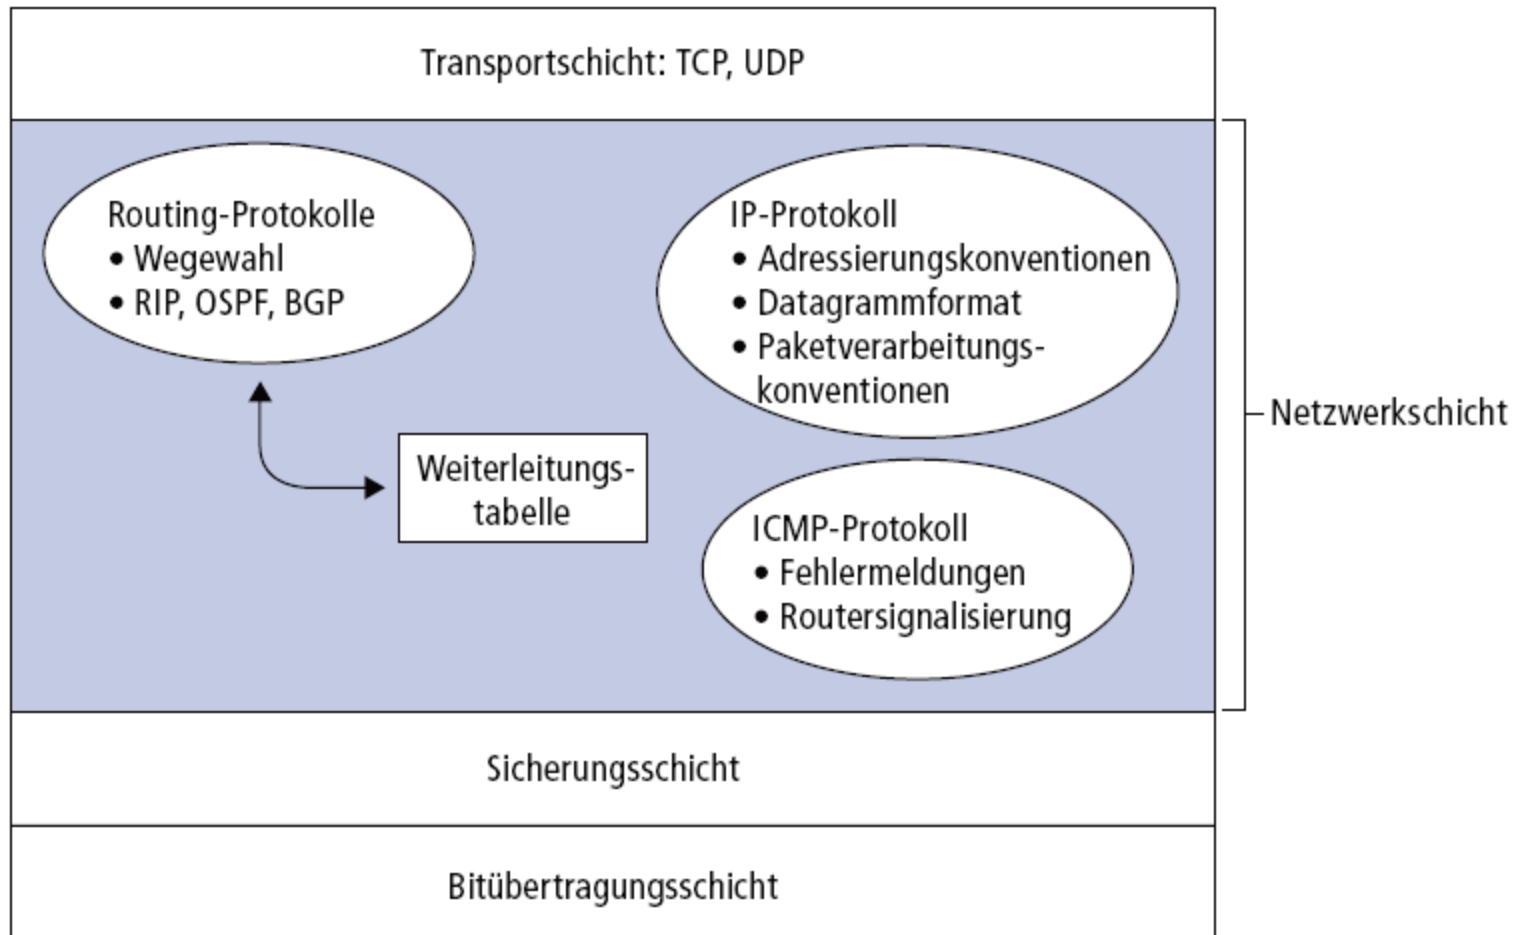 Transportschicht: TCP, UDP
Routing-Protokolle
• Wegewahl
• RIP, OSPF, BGP
IP-Protokoll
• Adressierungskonventionen
• Datagrammformat
• Paketverarbeitungs-
konventionen
Netzwerkschicht
Weiterleitungs-
tabelle
ICMP-Protokoll
• Fehlermeldungen
• Routersignalisierung
Sicherungsschicht
Bitübertragungsschicht